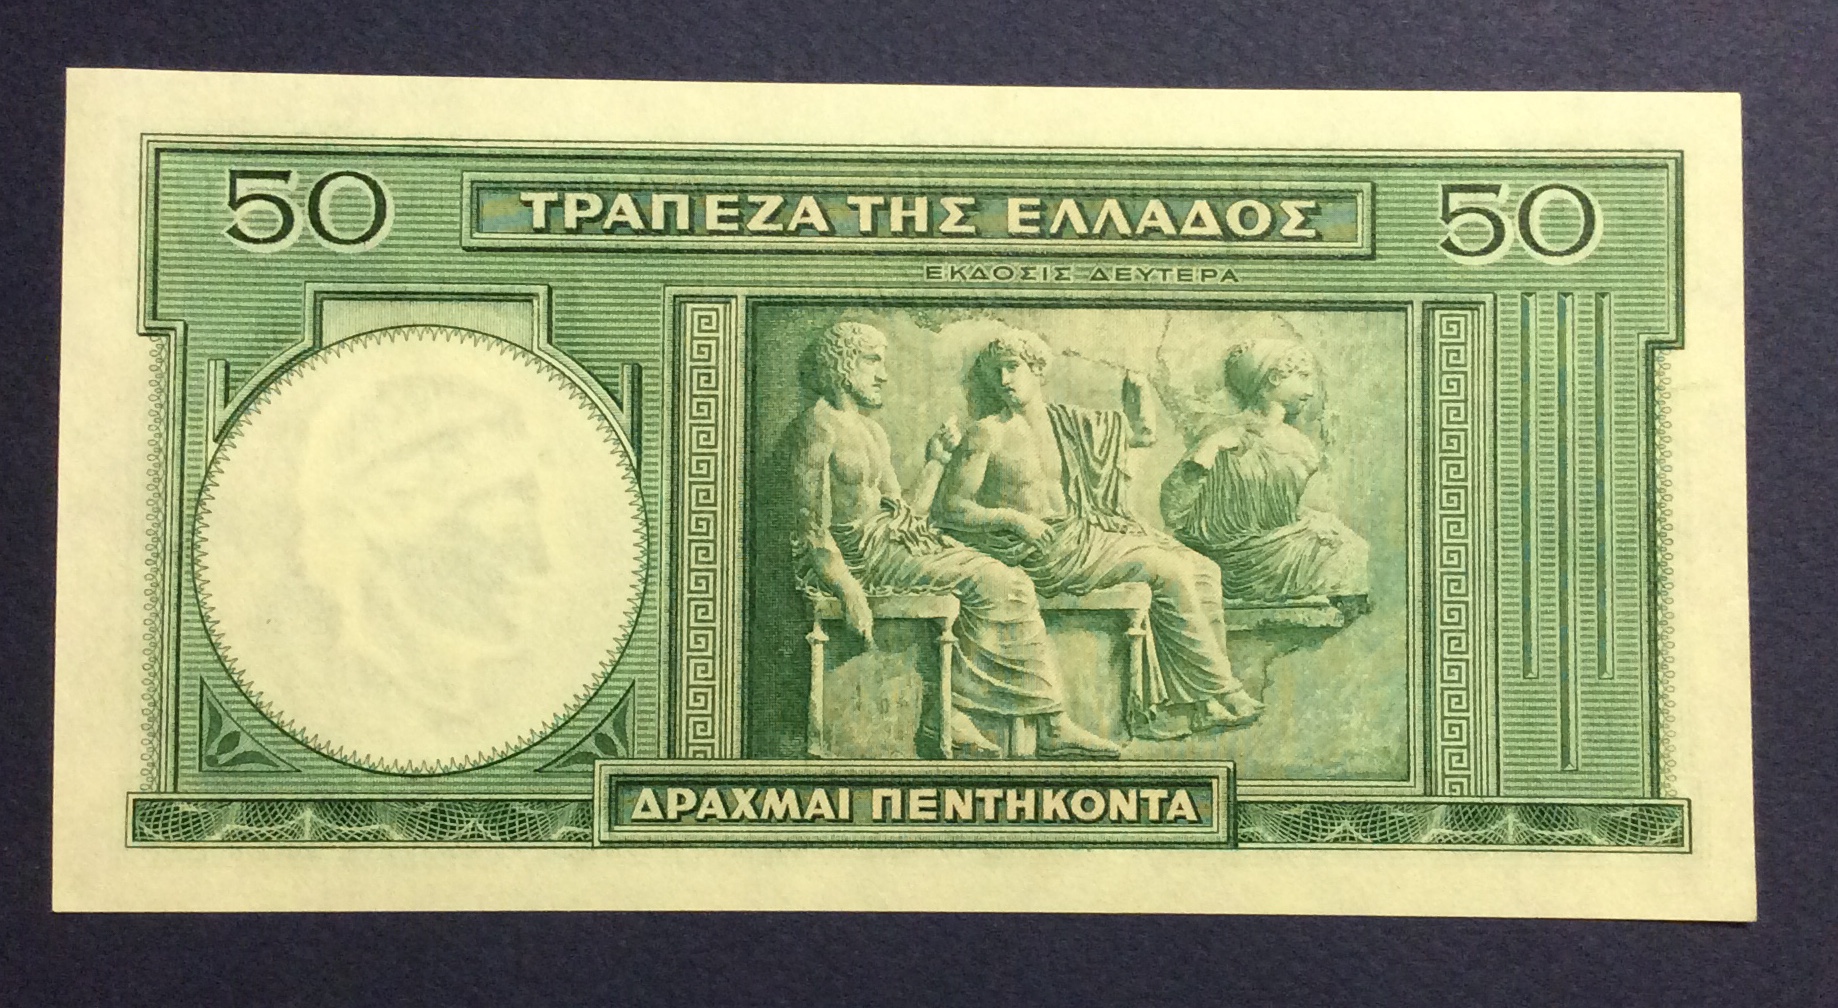 50 ΤΡΑΠΕΖΑ ΤΗΣ ΕΛΛΑΔΟΣ 50
ΕΚΔΟΣΙΣ ΔΕΥΤΕΡΑ
ΔΡΑΧΜΑΙ ΠΕΝΤΗΚΟΝΤΑ